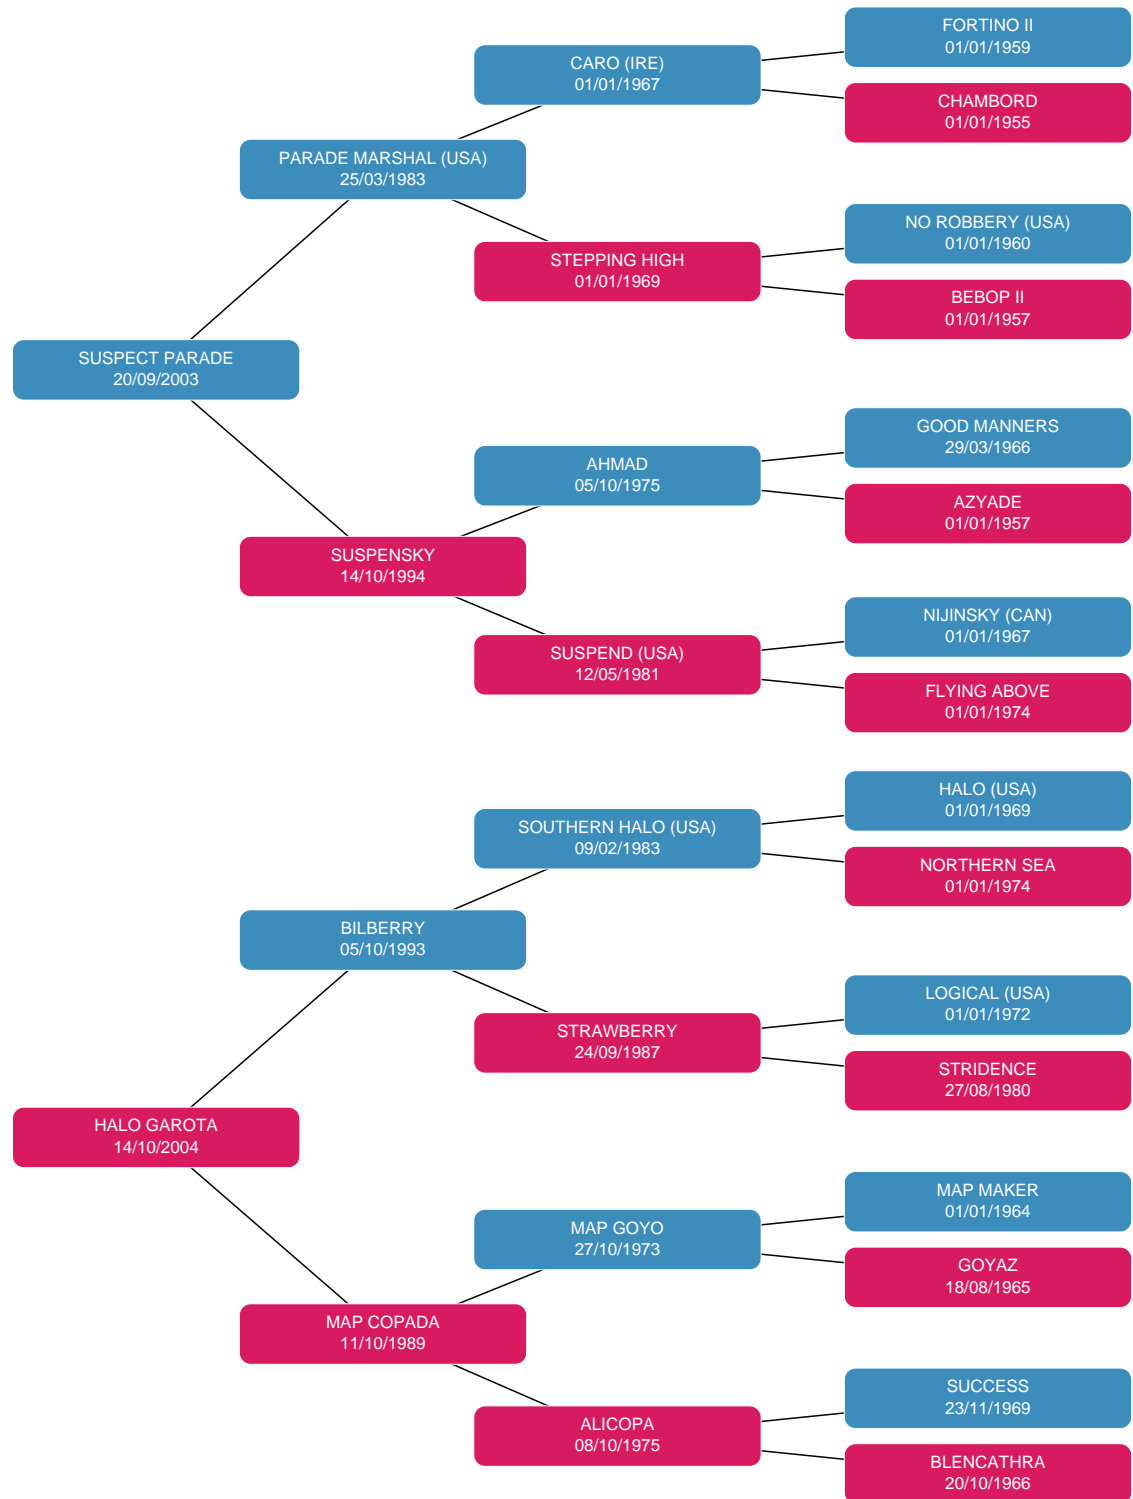 FORTINO II
01/01/1959
CARO (IRE)
01/01/1967
CHAMBORD
01/01/1955
PARADE MARSHAL (USA)
25/03/1983
NO ROBBERY (USA)
01/01/1960
STEPPING HIGH
01/01/1969
BEBOP II
01/01/1957
SUSPECT PARADE
20/09/2003
GOOD MANNERS
29/03/1966
AHMAD
05/10/1975
AZYADE
01/01/1957
SUSPENSKY
14/10/1994
NIJINSKY (CAN)
01/01/1967
SUSPEND (USA)
12/05/1981
FLYING ABOVE
01/01/1974
HALO (USA)
01/01/1969
SOUTHERN HALO (USA)
09/02/1983
NORTHERN SEA
01/01/1974
BILBERRY
05/10/1993
LOGICAL (USA)
01/01/1972
STRAWBERRY
24/09/1987
STRIDENCE
27/08/1980
HALO GAROTA
14/10/2004
MAP MAKER
01/01/1964
MAP GOYO
27/10/1973
GOYAZ
18/08/1965
MAP COPADA
11/10/1989
SUCCESS
23/11/1969
ALICOPA
08/10/1975
BLENCATHRA
20/10/1966